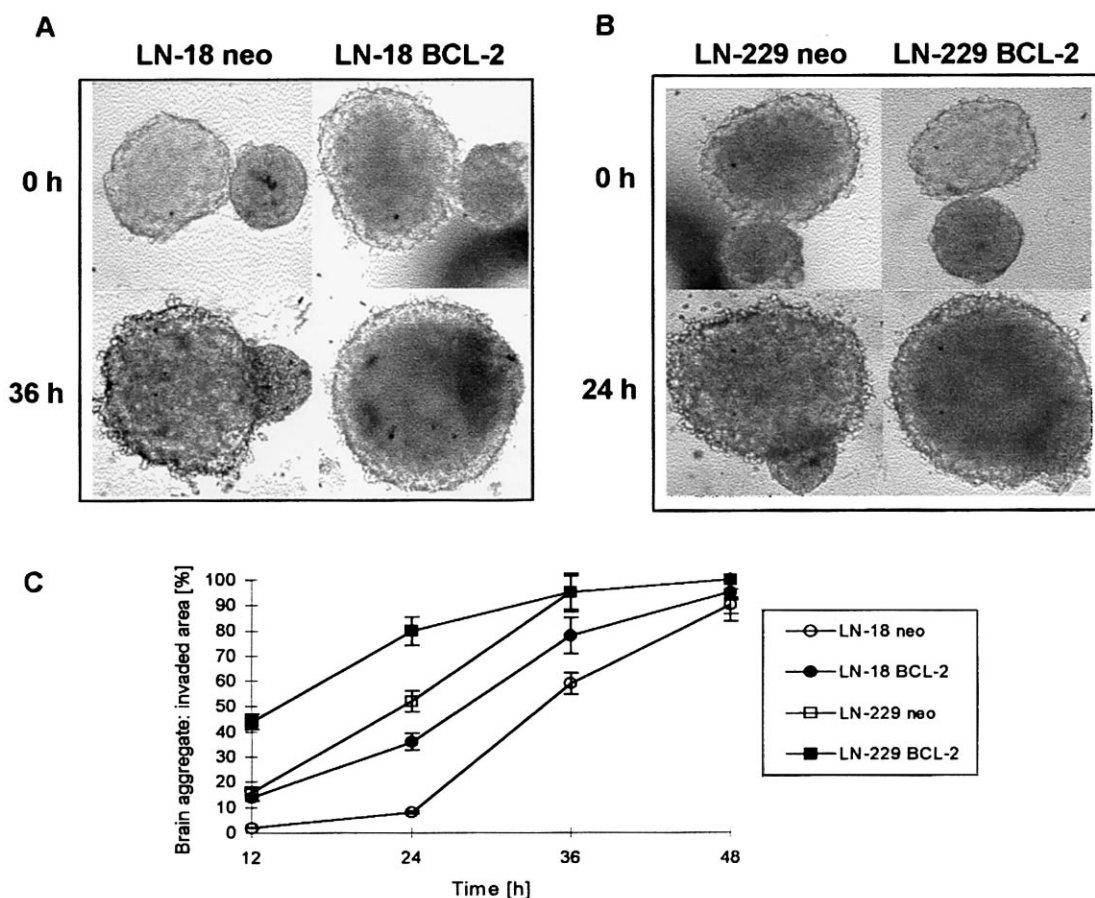 A
LN-18 neo LN-18 BCL-2
0 h
36 h
B
LN-229 neo LN-229 BCL-2
0 h
24 h
C
Brain aggregate: invaded area [%]
100
90
80
70
60
50
40
30
20
10
0
12 24 36 48
Time [h]
LN-18 neo
LN-18 BCL-2
LN-229 neo
LN-229 BCL-2